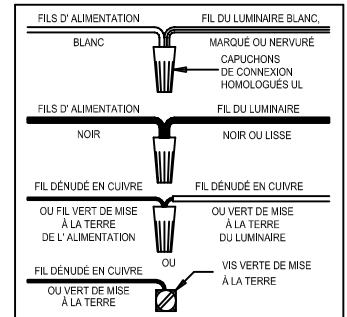 FILS D' ALIMENTATION
FIL DU LUMINAIRE BLANC,
BLANC
MARQUÉ OU NERVURÉ
CAPUCHONS
DE CONNEXION
HOMOLOGUÉS UL
FILS D' ALIMENTATION
FIL DU LUMINAIRE
NOIR
NOIR OU LISSE
FIL DÉNUDÉ EN CUIVRE
FIL DÉNUDÉ EN CUIVRE
OU FIL VERT DE MISE
À LA TERRE
DE L' ALIMENTATION
OU VERT DE MISE
À LA TERRE
DU LUMINAIRE
OU
FIL DÉNUDÉ EN CUIVRE
OU VERT DE MISE
À LA TERRE
VIS VERTE DE MISE
À LA TERRE